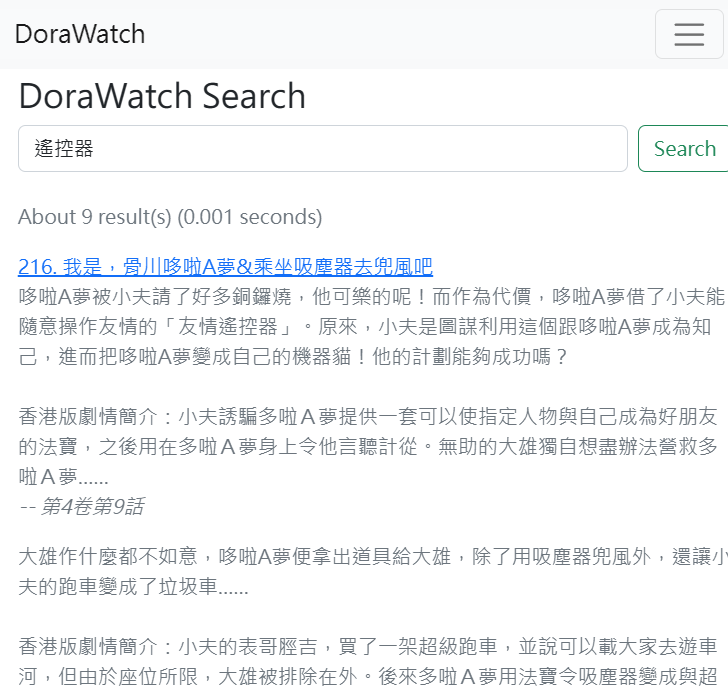 DoraWatch
DoraWatch Search
遙控器
Search
About 9 result(s) (0.001 seconds)
216. 我是，骨川哆啦A夢&乘坐吸塵器去兜風吧
哆啦A夢被小夫請了好多銅鑼燒，他可樂的呢！而作為代價，哆啦A夢借了小夫能
隨意操作友情的「友情遙控器」。原來，小夫是圖謀利用這個跟哆啦A夢成為知
己，進而把哆啦A夢變成自己的機器貓！他的計劃能夠成功嗎？
香港版劇情簡介：小夫誘騙多啦Ａ夢提供一套可以使指定人物與自己成為好朋友
的法寶，之後用在多啦Ａ夢身上令他言聽計從。無助的大雄獨自想盡辦法營救多
啦Ａ夢......
-- 第4卷第9話
大雄作什麼都不如意，哆啦A夢便拿出道具給大雄，除了用吸塵器兜風外，還讓小
夫的跑車變成了垃圾車......
香港版劇情簡介：小夫的表哥脛吉，買了一架超級跑車，並說可以載大家去遊車
河，但由於座位所限，大雄被排除在外。後來多啦Ａ夢用法寶令吸塵器變成與超